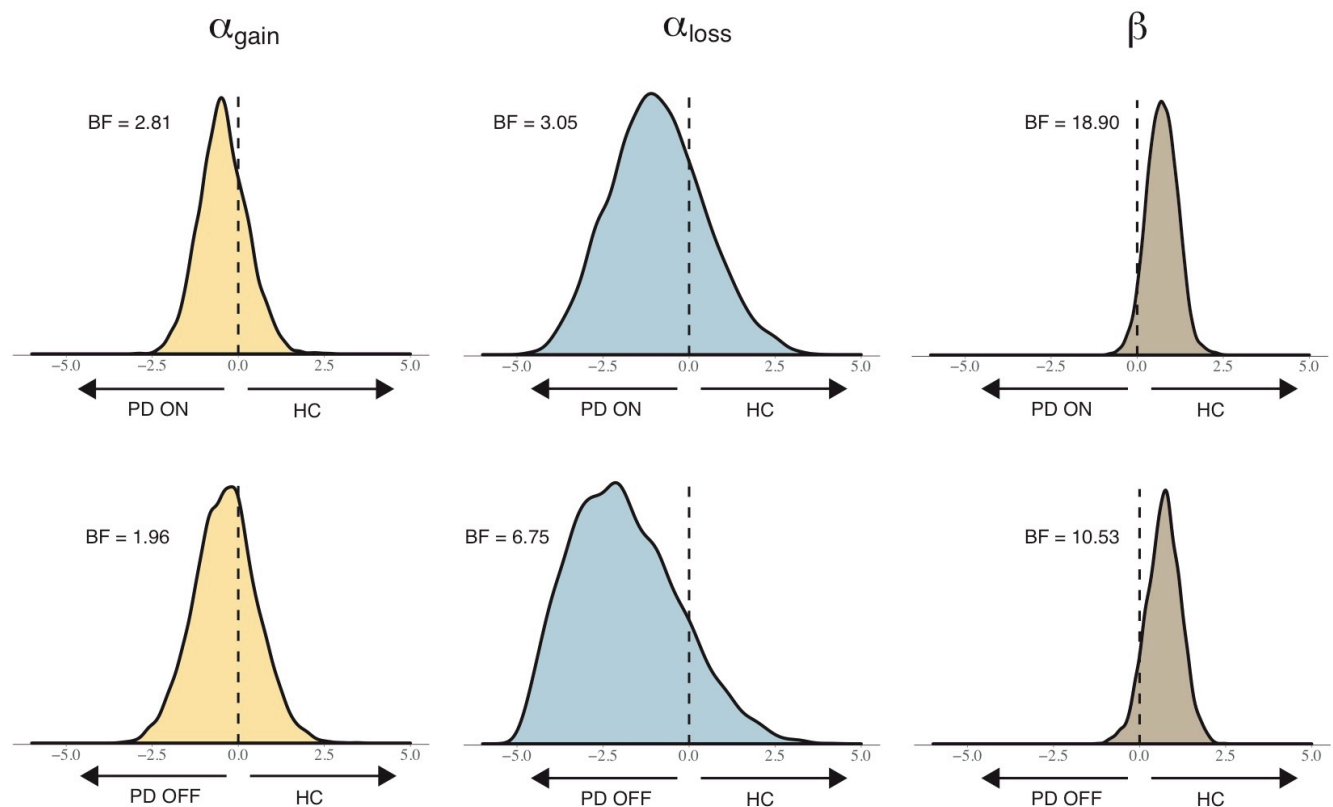 αgain αloss β
BF = 2.81 BF = 3.05 BF = 18.90
−5.0 −2.5 0.0 2.5 5.0 −5.0 −2.5 0.0 2.5 5.0 −5.0 −2.5 0.0 2.5 5.0
PD ON HC PD ON HC PD ON HC
BF = 1.96 BF = 6.75 BF = 10.53
−5.0 −2.5 0.0 2.5 5.0 −5.0 −2.5 0.0 2.5 5.0 −5.0 −2.5 0.0 2.5 5.0
PD OFF HC PD OFF HC PD OFF HC